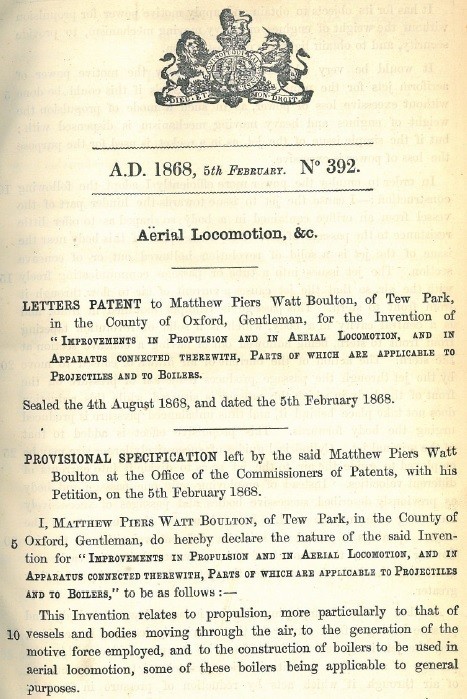 DIEU ET MON DROIT
A.D. 1868, 5th FEBRUARY. No 392.
Aërial Locomotion, &c.
LETTERS PATENT to Matthew Piers Watt Boulton, of Tew Park,
in the County of Oxford, Gentleman, for the Invention of
"IMPROVEMENTS IN PROPULSION AND IN AERIAL LOCOMOTION, AND IN
APPARATUS CONNECTED THEREWITH, PARTS OF WHICH ARE APPLICABLE TO
PROJECTILES AND TO BOILERS.
Sealed the 4th August 1868, and dated the 5th February 1868.
PROVISIONAL SPECIFICATION left by the said Matthew Piers Watt
Boulton at the Office of the Commissioners of Patents, with his
Petition, on the 5th February 1868.
I, MATTHEW PIERS WATT BOULTON, of Tew Park, in the County of
5 Oxford, Gentleman, do hereby declare the nature of the said Inven-
tion for "IMPROVEMENTS IN PROPULSION AND IN AERIAL LOCOMOTION, AND IN
APPARATUS CONNECTED THEREWITH, PARTS OF WHICH ARE APPLICABLE TO PROJECTILES
AND TO BOILERS," to be as follows :—
This Invention relates to propulsion, more particularly to that of
10 vessels and bodies moving through the air, to the generation of the
motive force employed, and to the construction of boilers to be used in
aerial locomotion, some of these boilers being applicable to general
purposes.